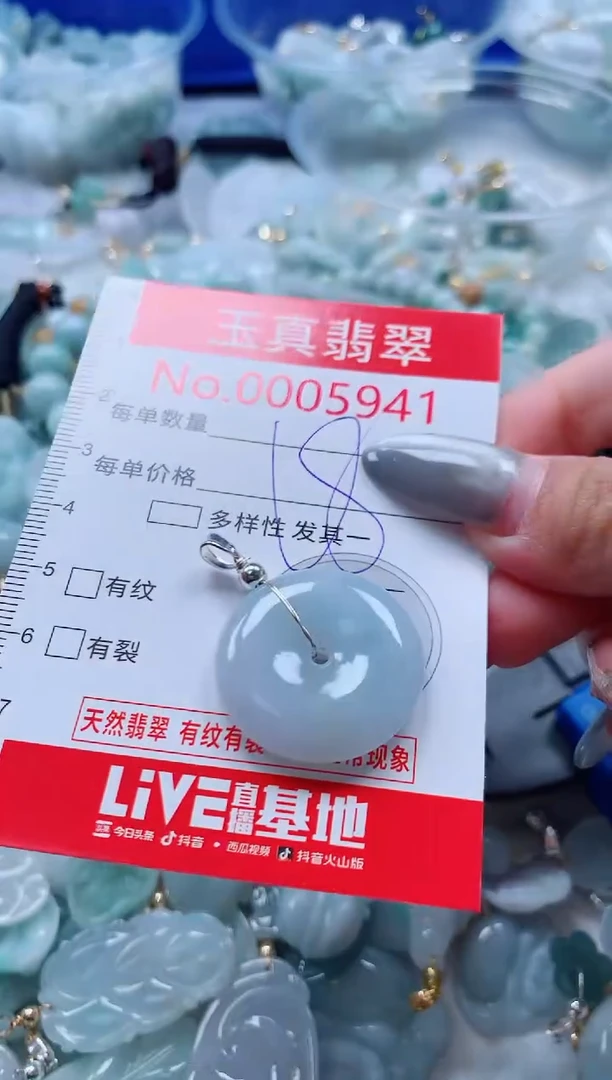 玉真翡翠
No.0005941
2 每单数量
18
3 每单价格
4 多样性 发其一
5 有纹
6 有裂
7
天然翡翠 有纹有裂 现象
LiVE直播基地
头条 今日头条 抖音 • 西瓜视频 抖音火山版